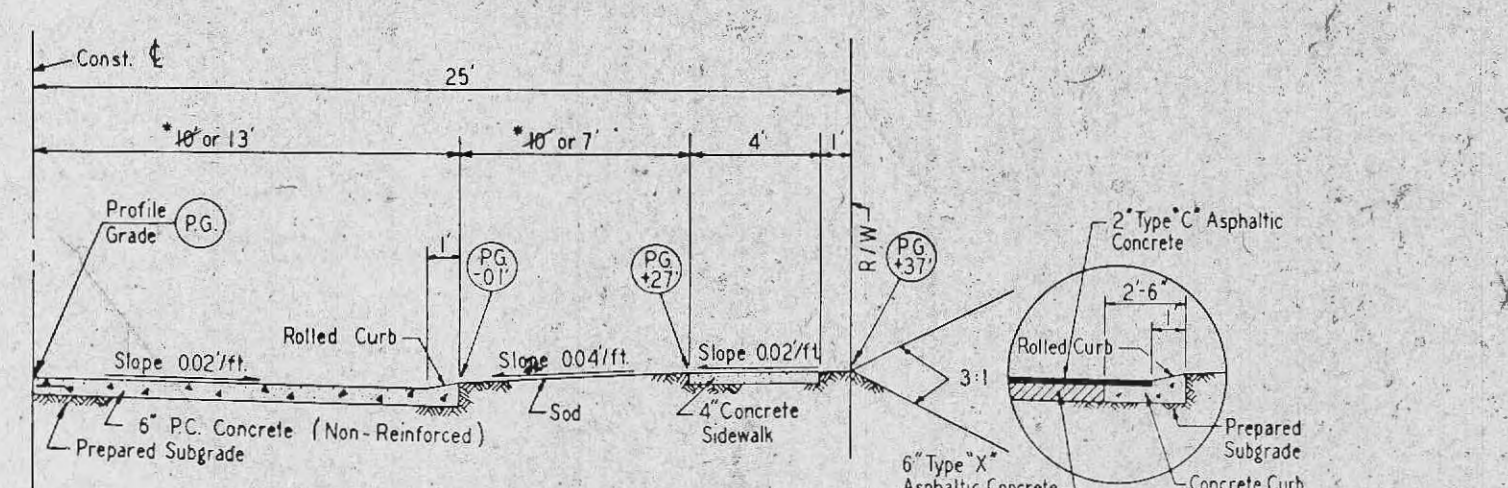 Const. ℄
25'
*10' or 13'
*10' or 7'
4'
1'
Profile
Grade
P.G.
1'
P.G.
-.01'
P.G.
+.27'
R/W
P.G.
+.37'
2" Type "C" Asphaltic
Concrete
2'-6"
1'
Rolled Curb
Rolled Curb
Slope 0.02'/ft.
Slope 0.04'/ft.
Slope 0.02'/ft.
3:1
Sod
4" Concrete
Sidewalk
6" P.C. Concrete (Non-Reinforced)
Prepared Subgrade
Prepared
Subgrade
6" Type "X"
Asphaltic Concrete
Concrete Curb